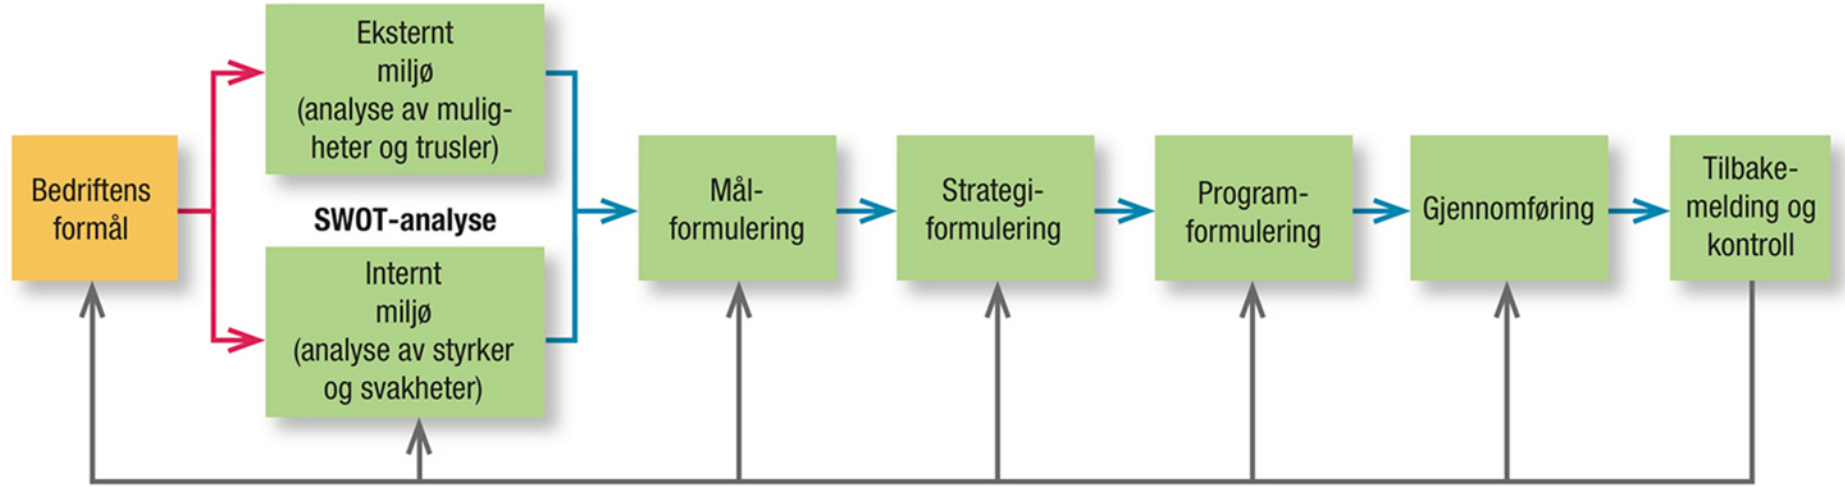 Bedriftens
formål
Eksternt
miljø
(analyse av mulig-
heter og trusler)
SWOT-analyse
Internt
miljø
(analyse av styrker
og svakheter)
Mål-
formulering
Strategi-
formulering
Program-
formulering
Gjennomføring
Tilbake-
melding og
kontroll